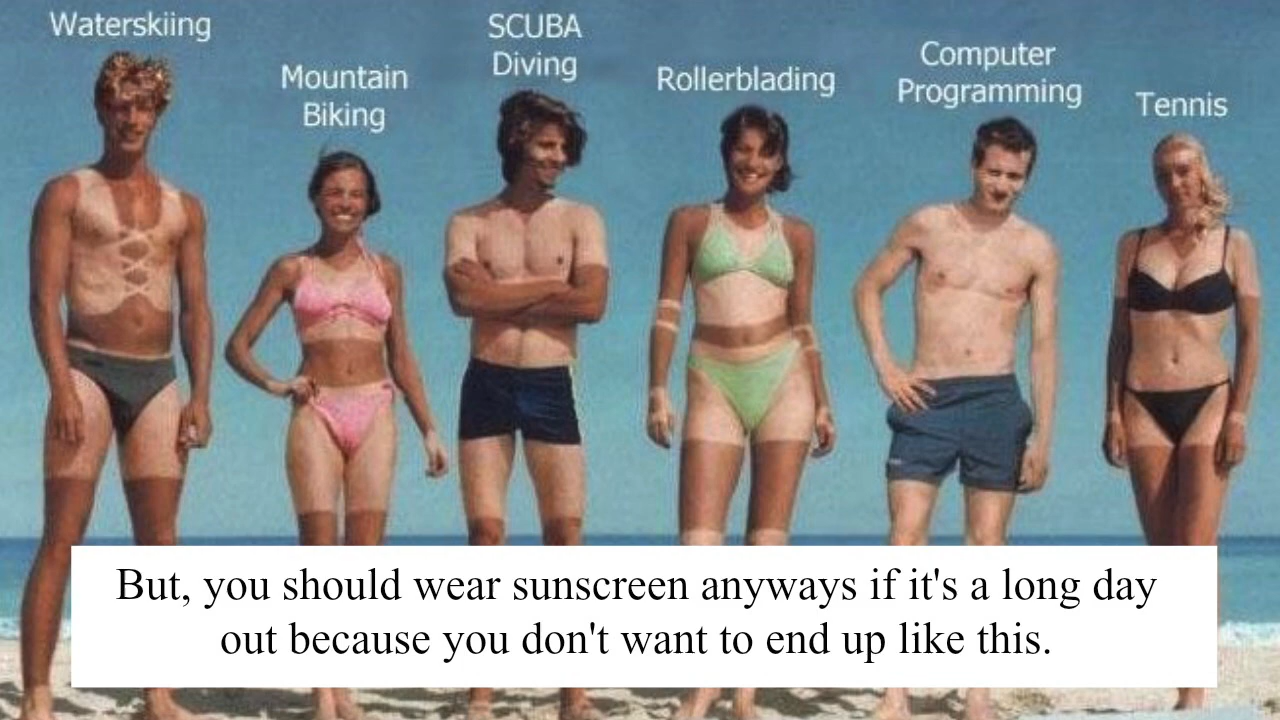 Waterskiing
Mountain
Biking
SCUBA
Diving
Rollerblading
Computer
Programming
Tennis
But, you should wear sunscreen anyways if it's a long day
out because you don't want to end up like this.